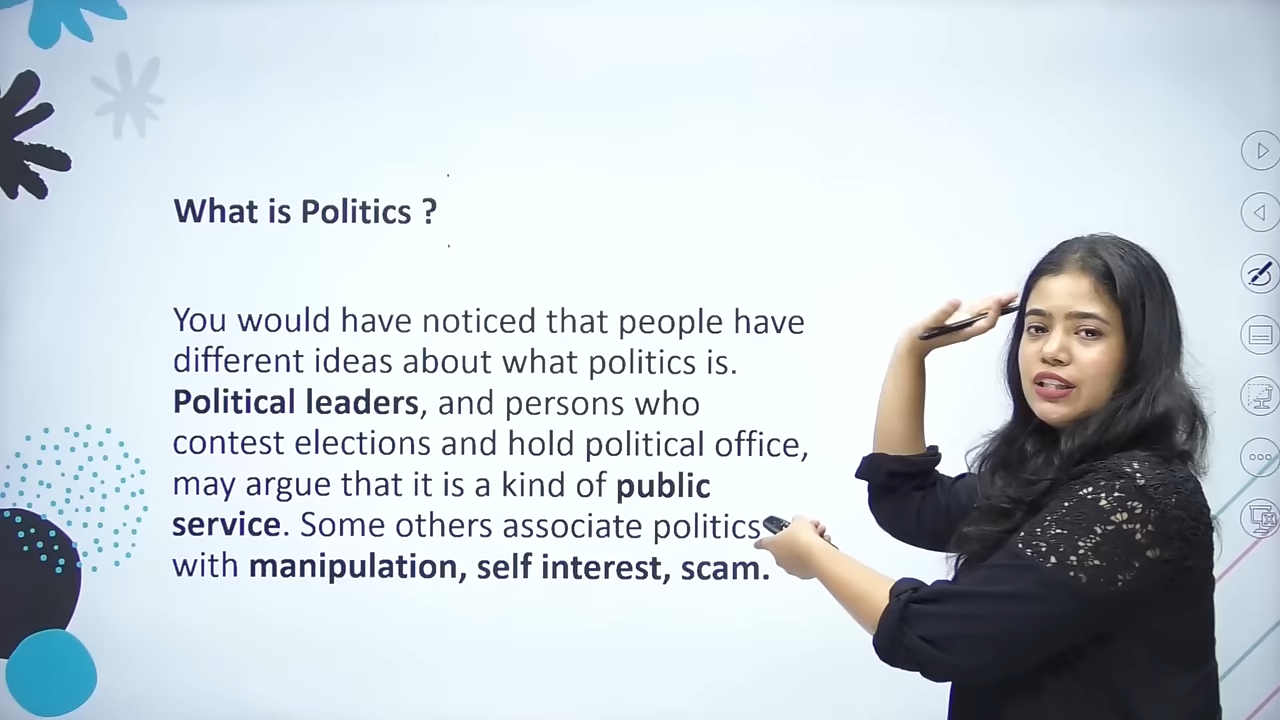 What is Politics ?
You would have noticed that people have
different ideas about what politics is.
Political leaders, and persons who
contest elections and hold political office,
may argue that it is a kind of public
service. Some others associate politics
with manipulation, self interest, scam.